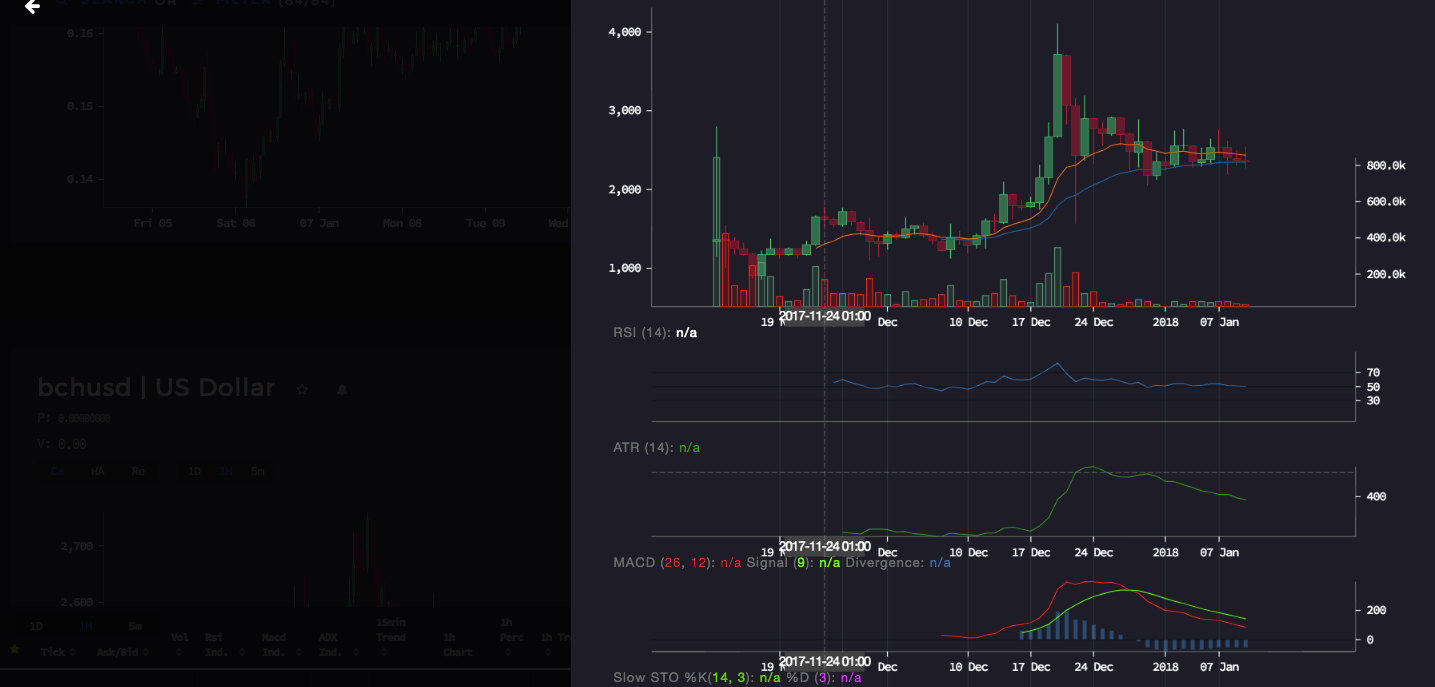 SEARCH OR FILTER [84/84]
0.16
0.15
0.14
Fri 05 Sat 06 07 Jan Mon 08 Tue 09 Wed
bchusd | US Dollar
P: 0.00000000
V: 0.00
Ca HA Re 1D 1H 5m
2,700
2,600
1D 1H 5m
Tick Ask/Bid Vol Rsi Ind. Macd Ind. ADX Ind. 15min Trend 1h Chart 1h Perc 1h Tr
4,000
3,000
2,000
1,000
800.0k
600.0k
400.0k
200.0k
19 2017-11-24 01:00 Dec 10 Dec 17 Dec 24 Dec 2018 07 Jan
RSI (14): n/a
70
50
30
ATR (14): n/a
400
19 2017-11-24 01:00 Dec 10 Dec 17 Dec 24 Dec 2018 07 Jan
MACD (26, 12): n/a Signal (9): n/a Divergence: n/a
200
0
19 2017-11-24 01:00 Dec 10 Dec 17 Dec 24 Dec 2018 07 Jan
Slow STO %K(14, 3): n/a %D (3): n/a